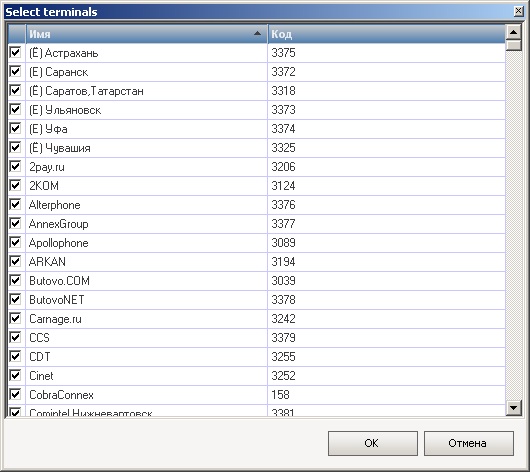 Select terminals
Имя Код
(Ё) Астрахань 3375
(Е) Саранск 3372
(Ё) Саратов,Татарстан 3318
(Е) Ульяновск 3373
(Е) Уфа 3374
(Ё) Чувашия 3325
2pay.ru 3206
2КОМ 3124
Alterphone 3376
AnnexGroup 3377
Apollophone 3089
ARKAN 3194
Butovo.COM 3039
ButovoNET 3378
Carnage.ru 3242
CCS 3379
CDT 3255
Cinet 3252
CobraConnex 158
Comintel Нижневартовск 3381
OK Отмена